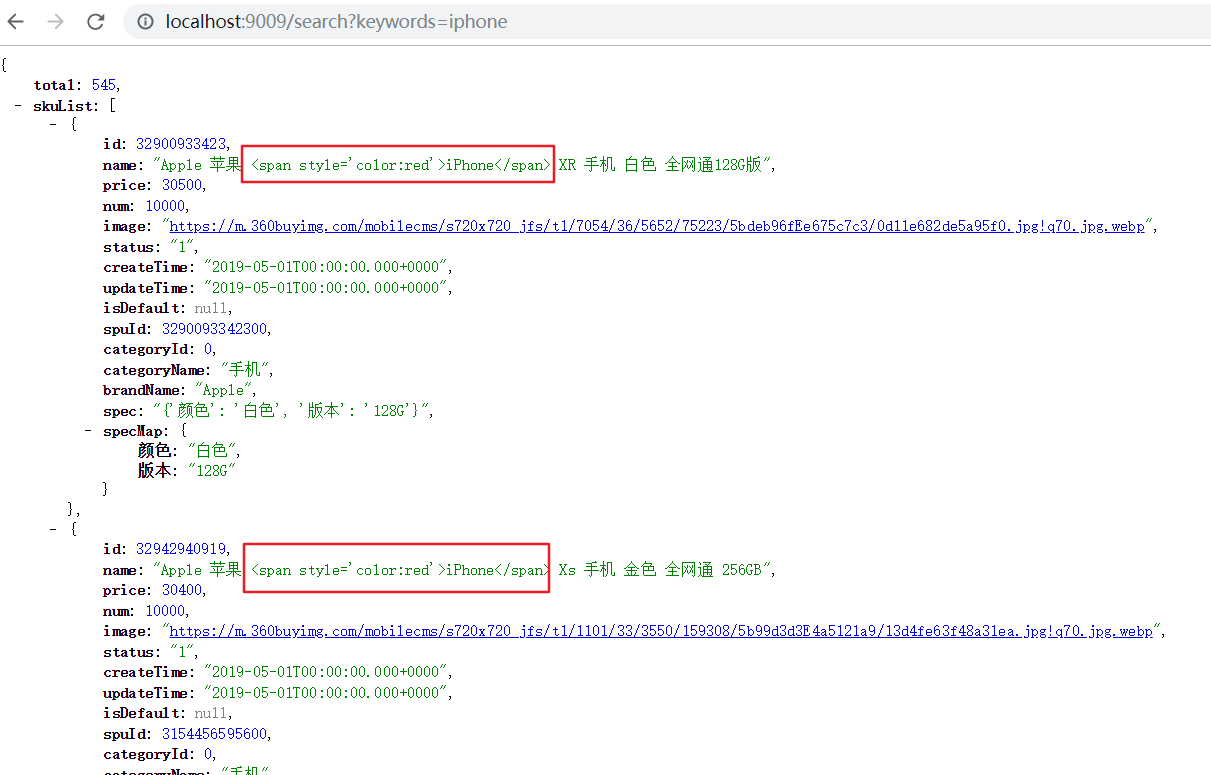 localhost:9009/search?keywords=iphone
{
total: 545,
- skuList: [
- {
id: 32900933423,
name: "Apple 苹果 <span style='color:red'>iPhone</span> XR 手机 白色 全网通128G版",
price: 30500,
num: 10000,
image: "https://m.360buyimg.com/mobilecms/s720x720_jfs/t1/7054/36/5652/75223/5bdeb96fEe675c7c3/0d11e682de5a95f0.jpg!q70.jpg.webp",
status: "1",
createTime: "2019-05-01T00:00:00.000+0000",
updateTime: "2019-05-01T00:00:00.000+0000",
isDefault: null,
spuId: 3290093342300,
categoryId: 0,
categoryName: "手机",
brandName: "Apple",
spec: "{'颜色': '白色', '版本': '128G'}",
- specMap: {
颜色: "白色",
版本: "128G"
}
},
- {
id: 32942940919,
name: "Apple 苹果 <span style='color:red'>iPhone</span> Xs 手机 金色 全网通 256GB",
price: 30400,
num: 10000,
image: "https://m.360buyimg.com/mobilecms/s720x720_jfs/t1/1101/33/3550/159308/5b99d3d3E4a5121a9/13d4fe63f48a31ea.jpg!q70.jpg.webp",
status: "1",
createTime: "2019-05-01T00:00:00.000+0000",
updateTime: "2019-05-01T00:00:00.000+0000",
isDefault: null,
spuId: 3154456595600,
categoryId: 0,
categoryName: "手机"